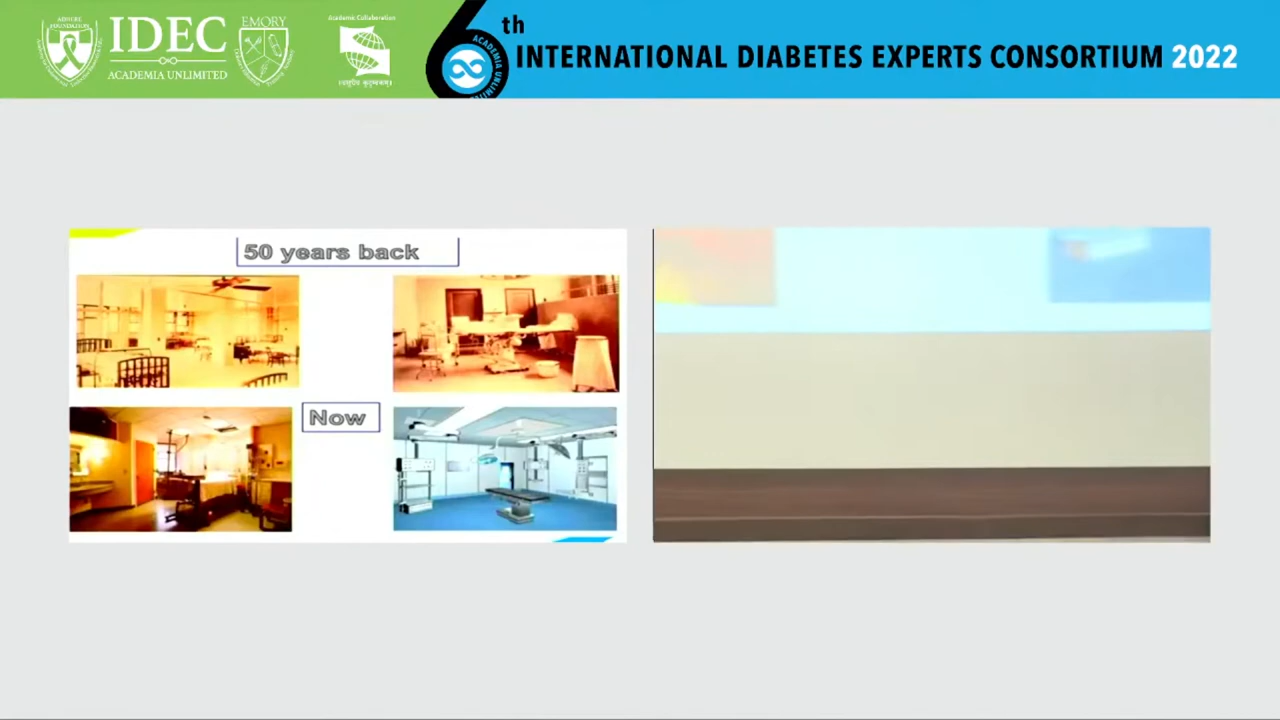 IDEC
ACADEMIA UNLIMITED
EMORY
Academic Collaboration
6th
INTERNATIONAL DIABETES EXPERTS CONSORTIUM 2022
50 years back
Now